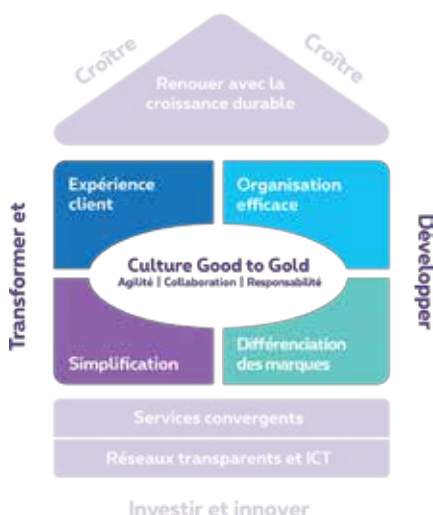 Croître
Croître
Renouer avec la
croissance durable
Transformer et
Développer
Expérience
client
Organisation
efficace
Culture Good to Gold
Agilité | Collaboration | Responsabilité
Simplification
Différenciation
des marques
Services convergents
Réseaux transparents et ICT
Investir et innover